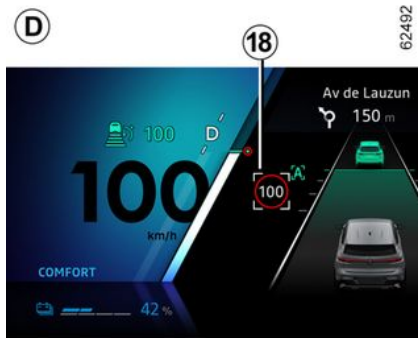 D
18
62492
Av de Lauzun
150 m
100
D
100
km/h
100
A
COMFORT
42 %